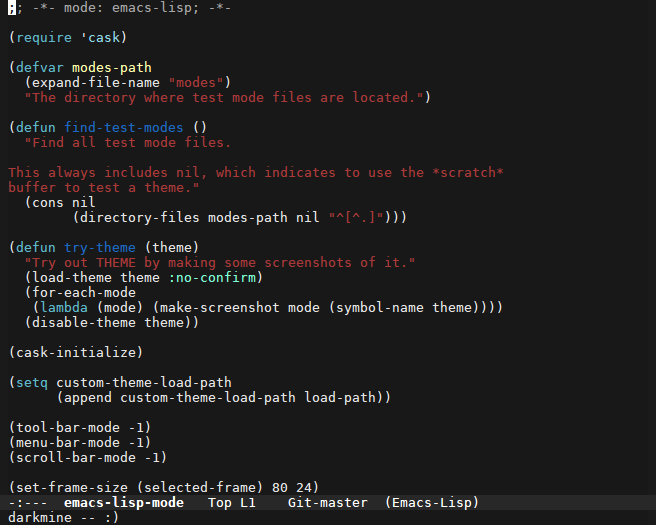 ;; -*- mode: emacs-lisp; -*-

(require 'cask)

(defvar modes-path
  (expand-file-name "modes")
  "The directory where test mode files are located.")

(defun find-test-modes ()
  "Find all test mode files.

This always includes nil, which indicates to use the *scratch*
buffer to test a theme."
  (cons nil
        (directory-files modes-path nil "^[^.]")))

(defun try-theme (theme)
  "Try out THEME by making some screenshots of it."
  (load-theme theme :no-confirm)
  (for-each-mode
   (lambda (mode) (make-screenshot mode (symbol-name theme))))
  (disable-theme theme))

(cask-initialize)

(setq custom-theme-load-path
      (append custom-theme-load-path load-path))

(tool-bar-mode -1)
(menu-bar-mode -1)
(scroll-bar-mode -1)

(set-frame-size (selected-frame) 80 24)
-:---  emacs-lisp-mode   Top L1    Git-master  (Emacs-Lisp)
darkmine -- :)